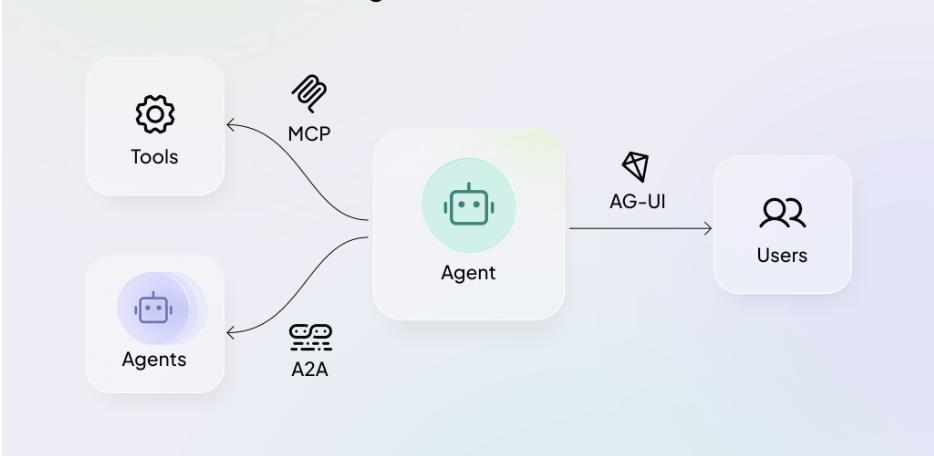 MCP
Tools
AG-UI
Users
Agent
Agents
A2A